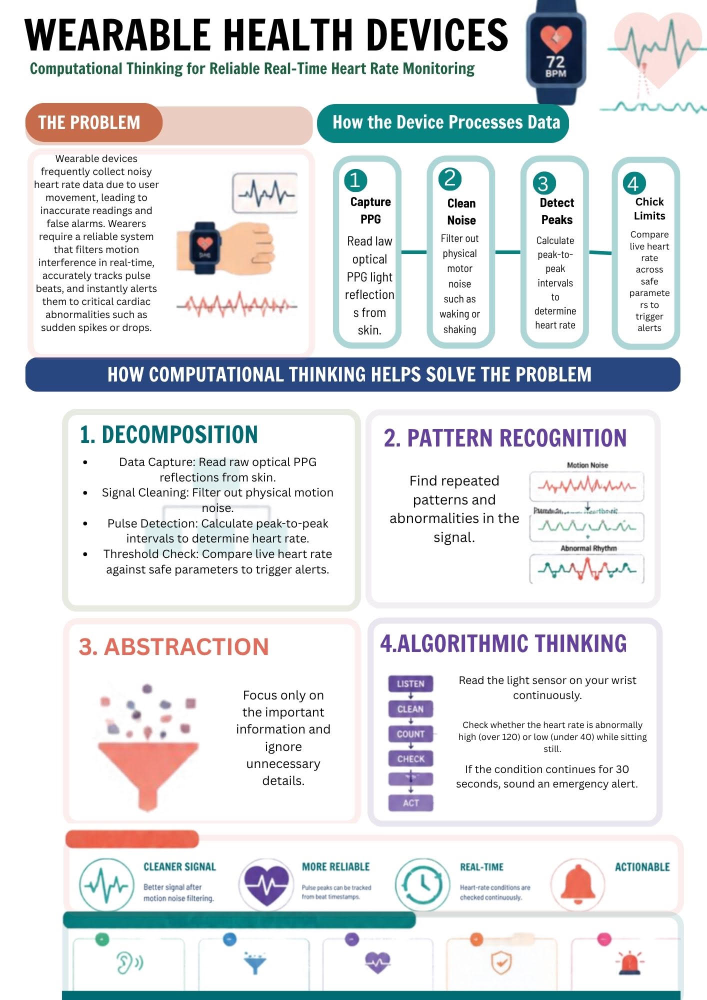 WEARABLE HEALTH DEVICES
Computational Thinking for Reliable Real-Time Heart Rate Monitoring
72
BPM
THE PROBLEM
Wearable devices
frequently collect noisy
heart rate data due to user
movement, leading to
inaccurate readings and
false alarms. Wearers
require a reliable system
that filters motion
interference in real-time,
accurately tracks pulse
beats, and instantly alerts
them to critical cardiac
abnormalities such as
sudden spikes or drops.
How the Device Processes Data
1
Capture
PPG
Read law
optical
PPG light
reflection
s from
skin.
2
Clean
Noise
Filter out
physical
motor
noise
such as
waking or
shaking
3
Detect
Peaks
Calculate
peak-to-
peak
intervals
to
determine
heart rate
4
Chick
Limits
Compare
live heart
rate
across
safe
paramete
rs to
trigger
alerts
HOW COMPUTATIONAL THINKING HELPS SOLVE THE PROBLEM
1. DECOMPOSITION
• Data Capture: Read raw optical PPG
reflections from skin.
• Signal Cleaning: Filter out physical motion
noise.
• Pulse Detection: Calculate peak-to-peak
intervals to determine heart rate.
• Threshold Check: Compare live heart rate
against safe parameters to trigger alerts.
2. PATTERN RECOGNITION
Find repeated
patterns and
abnormalities in the
signal.
Motion Noise
Abnormal Rhythm
3. ABSTRACTION
Focus only on
the important
information and
ignore
unnecessary
details.
4.ALGORITHMIC THINKING
LISTEN
CLEAN
COUNT
CHECK
ACT
Read the light sensor on your wrist
continuously.
Check whether the heart rate is abnormally
high (over 120) or low (under 40) while sitting
still.
If the condition continues for 30
seconds, sound an emergency alert.
CLEANER SIGNAL
Better signal after
motion noise filtering.
MORE RELIABLE
Pulse peaks can be tracked
from beat timestamps.
REAL-TIME
Heart-rate conditions are
checked continuously.
ACTIONABLE